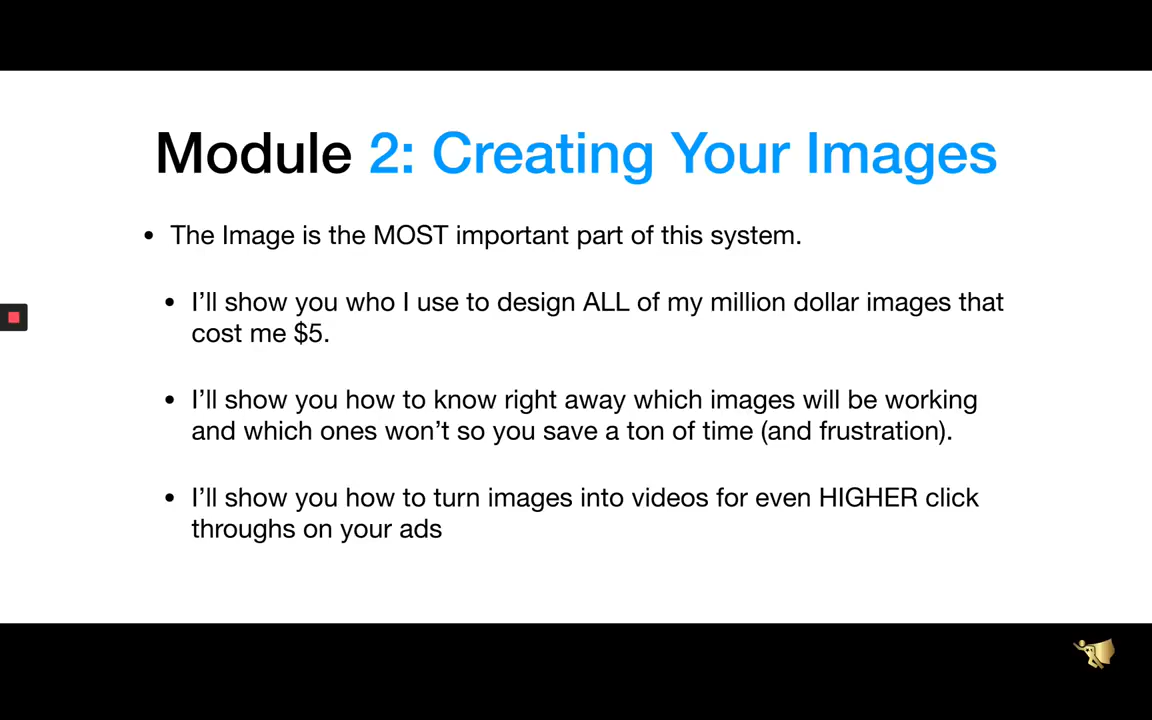 Module 2: Creating Your Images
• The Image is the MOST important part of this system.
• I’ll show you who I use to design ALL of my million dollar images that
cost me $5.
• I’ll show you how to know right away which images will be working
and which ones won’t so you save a ton of time (and frustration).
• I’ll show you how to turn images into videos for even HIGHER click
throughs on your ads